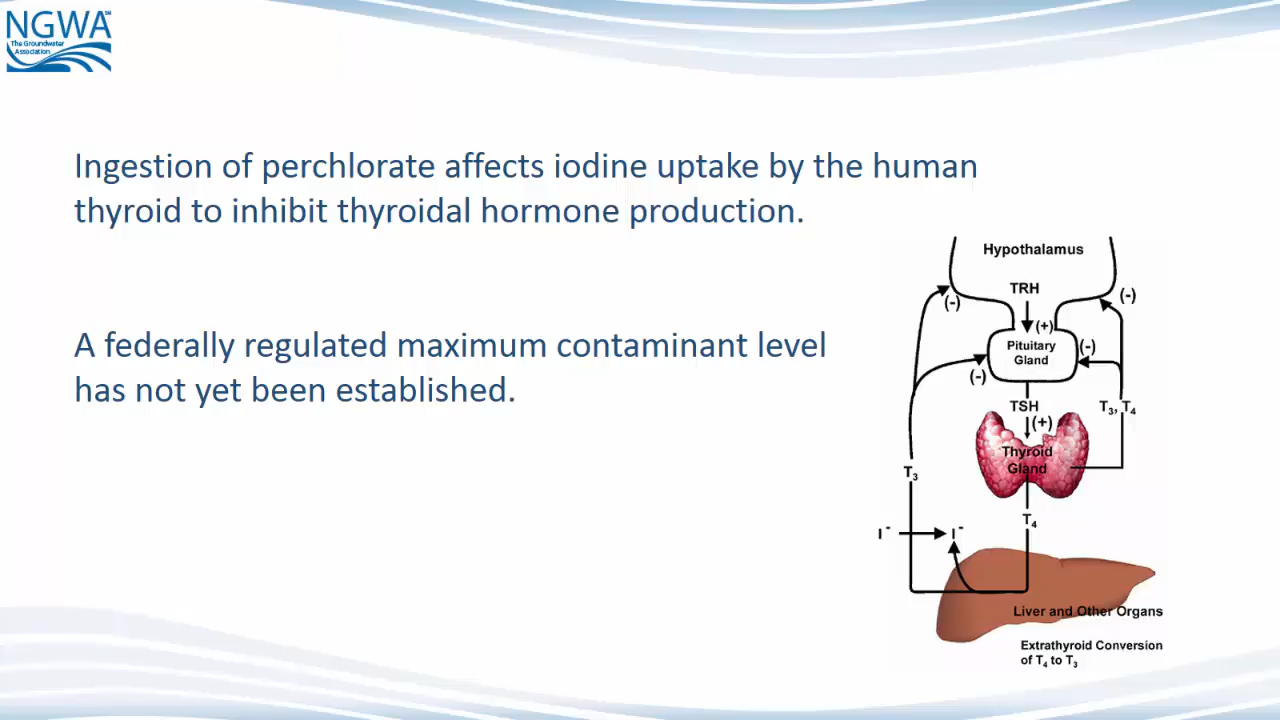 NGWA
The Groundwater
Association
Ingestion of perchlorate affects iodine uptake by the human
thyroid to inhibit thyroidal hormone production.
A federally regulated maximum contaminant level
has not yet been established.
Hypothalamus
TRH
(-)
(-)
(+)
Pituitary
Gland
(-)
(-)
TSH
T₃, T₄
(+)
Thyroid
Gland
T₃
T₄
I⁻
I⁻
Liver and Other Organs
Extrathyroid Conversion
of T₄ to T₃